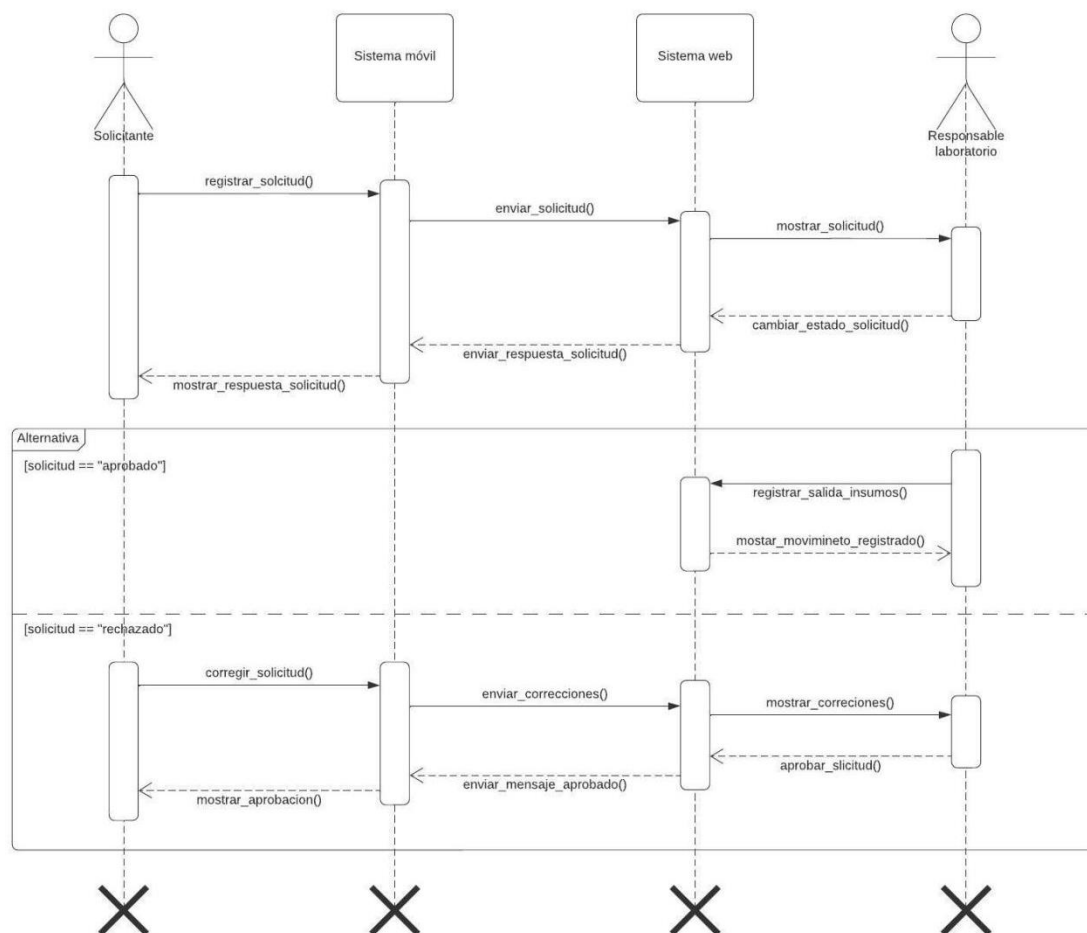 Sistema móvil
Sistema web
Solicitante
Responsable
laboratorio
registrar_solcitud()
enviar_solicitud()
mostrar_solicitud()
cambiar_estado_solicitud()
enviar_respuesta_solicitud()
mostrar_respuesta_solicitud()
Alternativa
[solicitud == "aprobado"]
registrar_salida_insumos()
mostar_movimineto_registrado()
[solicitud == "rechazado"]
corregir_solicitud()
enviar_correcciones()
mostrar_correciones()
aprobar_slicitud()
enviar_mensaje_aprobado()
mostrar_aprobacion()